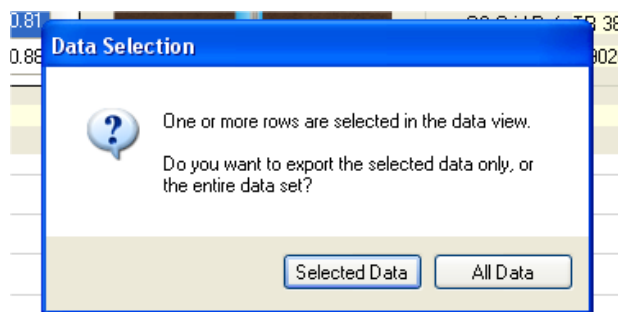 0.81
0.88
Data Selection
One or more rows are selected in the data view.
Do you want to export the selected data only, or
the entire data set?
Selected Data
All Data